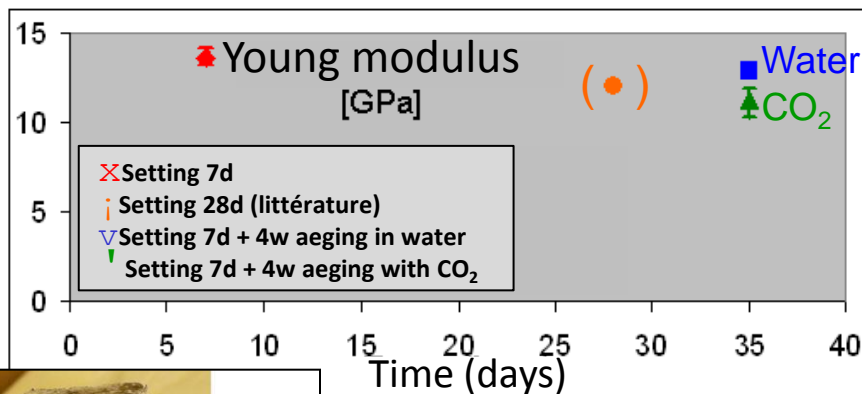 15
Young modulus
[GPa]
( )
Water
CO₂
10
5
0
X Setting 7d
¡ Setting 28d (littérature)
v Setting 7d + 4w aeging in water
' Setting 7d + 4w aeging with CO₂
0 5 10 15 20 25 30 35 40
Time (days)